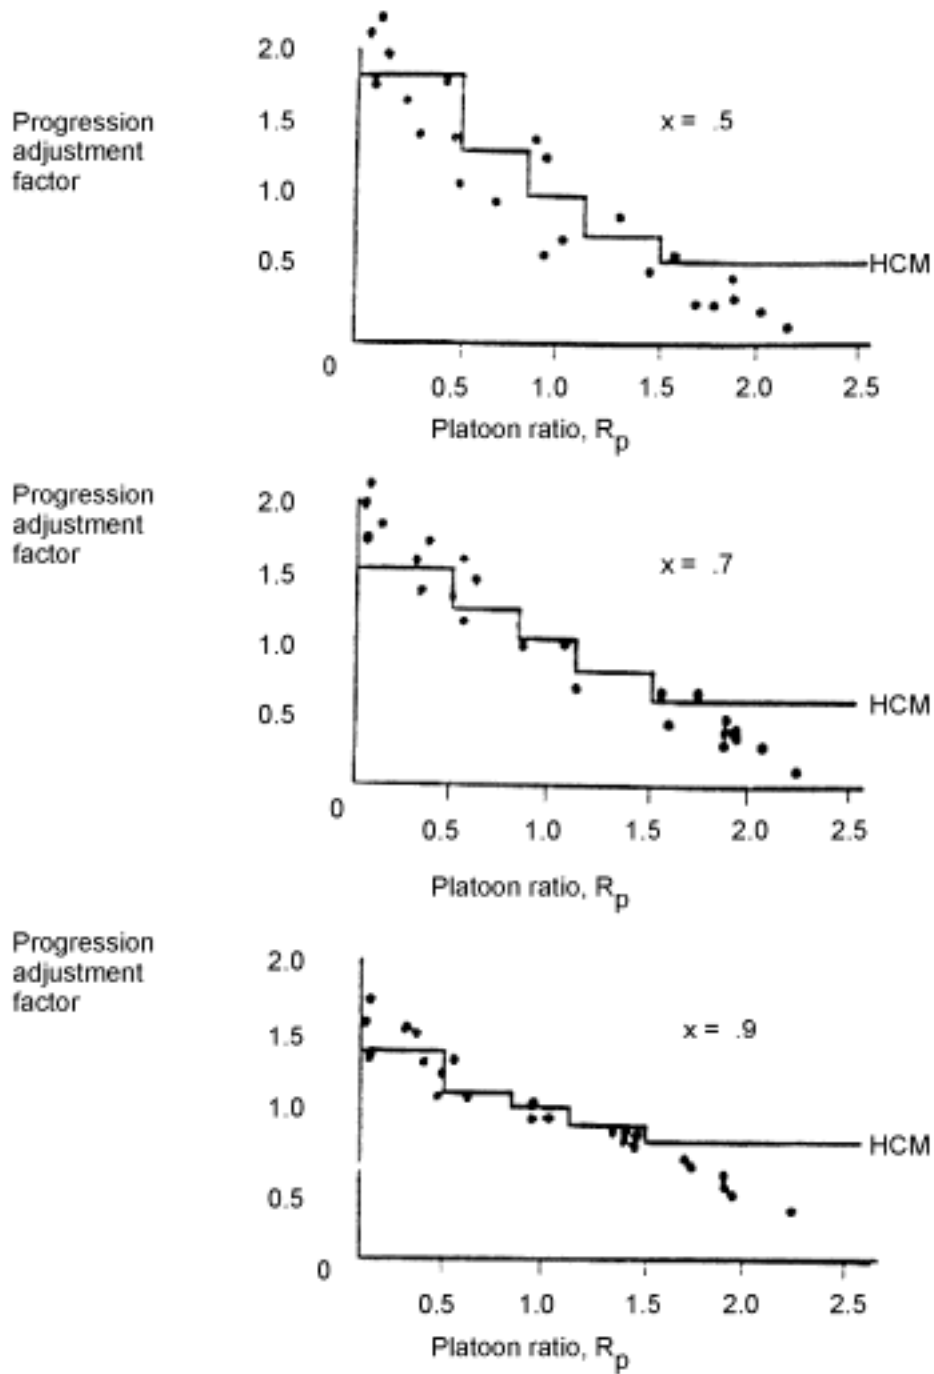 2.0
Progression
adjustment
factor
1.5
x = .5
1.0
0.5
HCM
0
0.5 1.0 1.5 2.0 2.5
Platoon ratio, Rp
Progression
adjustment
factor
2.0
1.5
x = .7
1.0
0.5
HCM
0
0.5 1.0 1.5 2.0 2.5
Platoon ratio, Rp
Progression
adjustment
factor
2.0
1.5
x = .9
1.0
HCM
0.5
0
0.5 1.0 1.5 2.0 2.5
Platoon ratio, Rp